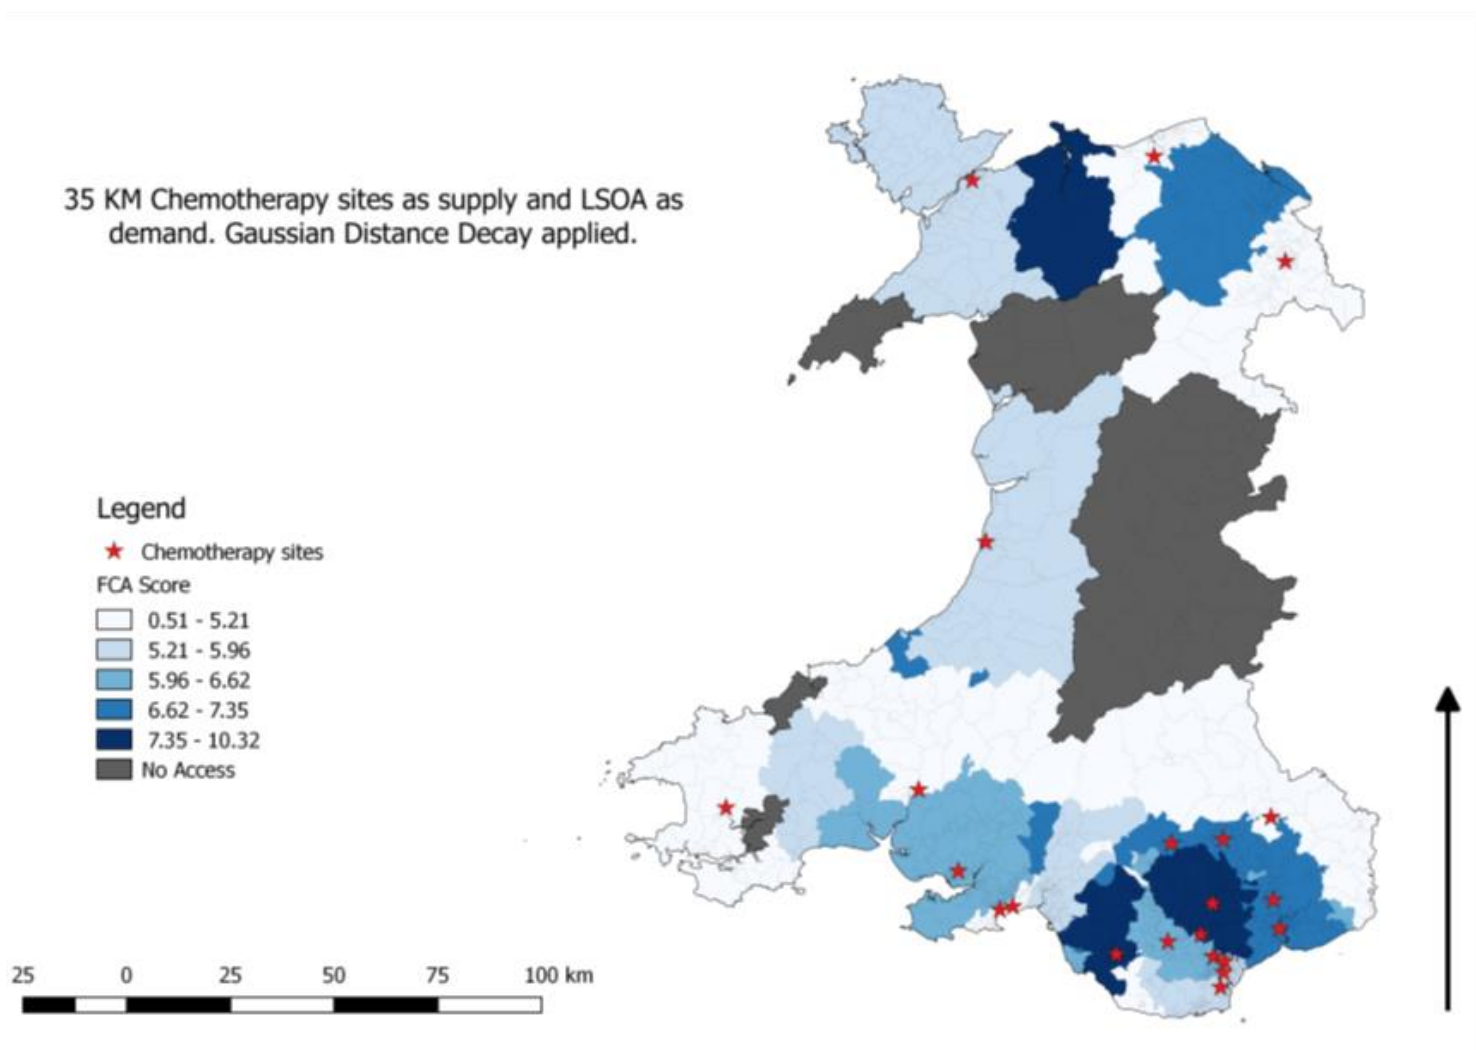 35 KM Chemotherapy sites as supply and LSOA as
demand. Gaussian Distance Decay applied.
Legend
Chemotherapy sites
FCA Score
0.51 - 5.21
5.21 - 5.96
5.96 - 6.62
6.62 - 7.35
7.35 - 10.32
No Access
25 0 25 50 75 100 km